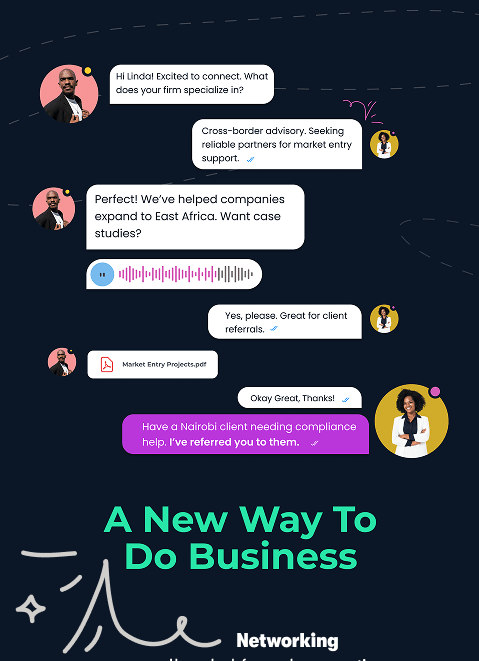 Hi Linda! Excited to connect. What
does your firm specialize in?
Cross-border advisory. Seeking
reliable partners for market entry
support.
Perfect! We've helped companies
expand to East Africa. Want case
studies?
Yes, please. Great for client
referrals.
Market Entry Projects.pdf
Okay Great, Thanks!
Have a Nairobi client needing compliance
help. I've referred you to them.
A New Way To
Do Business
Networking